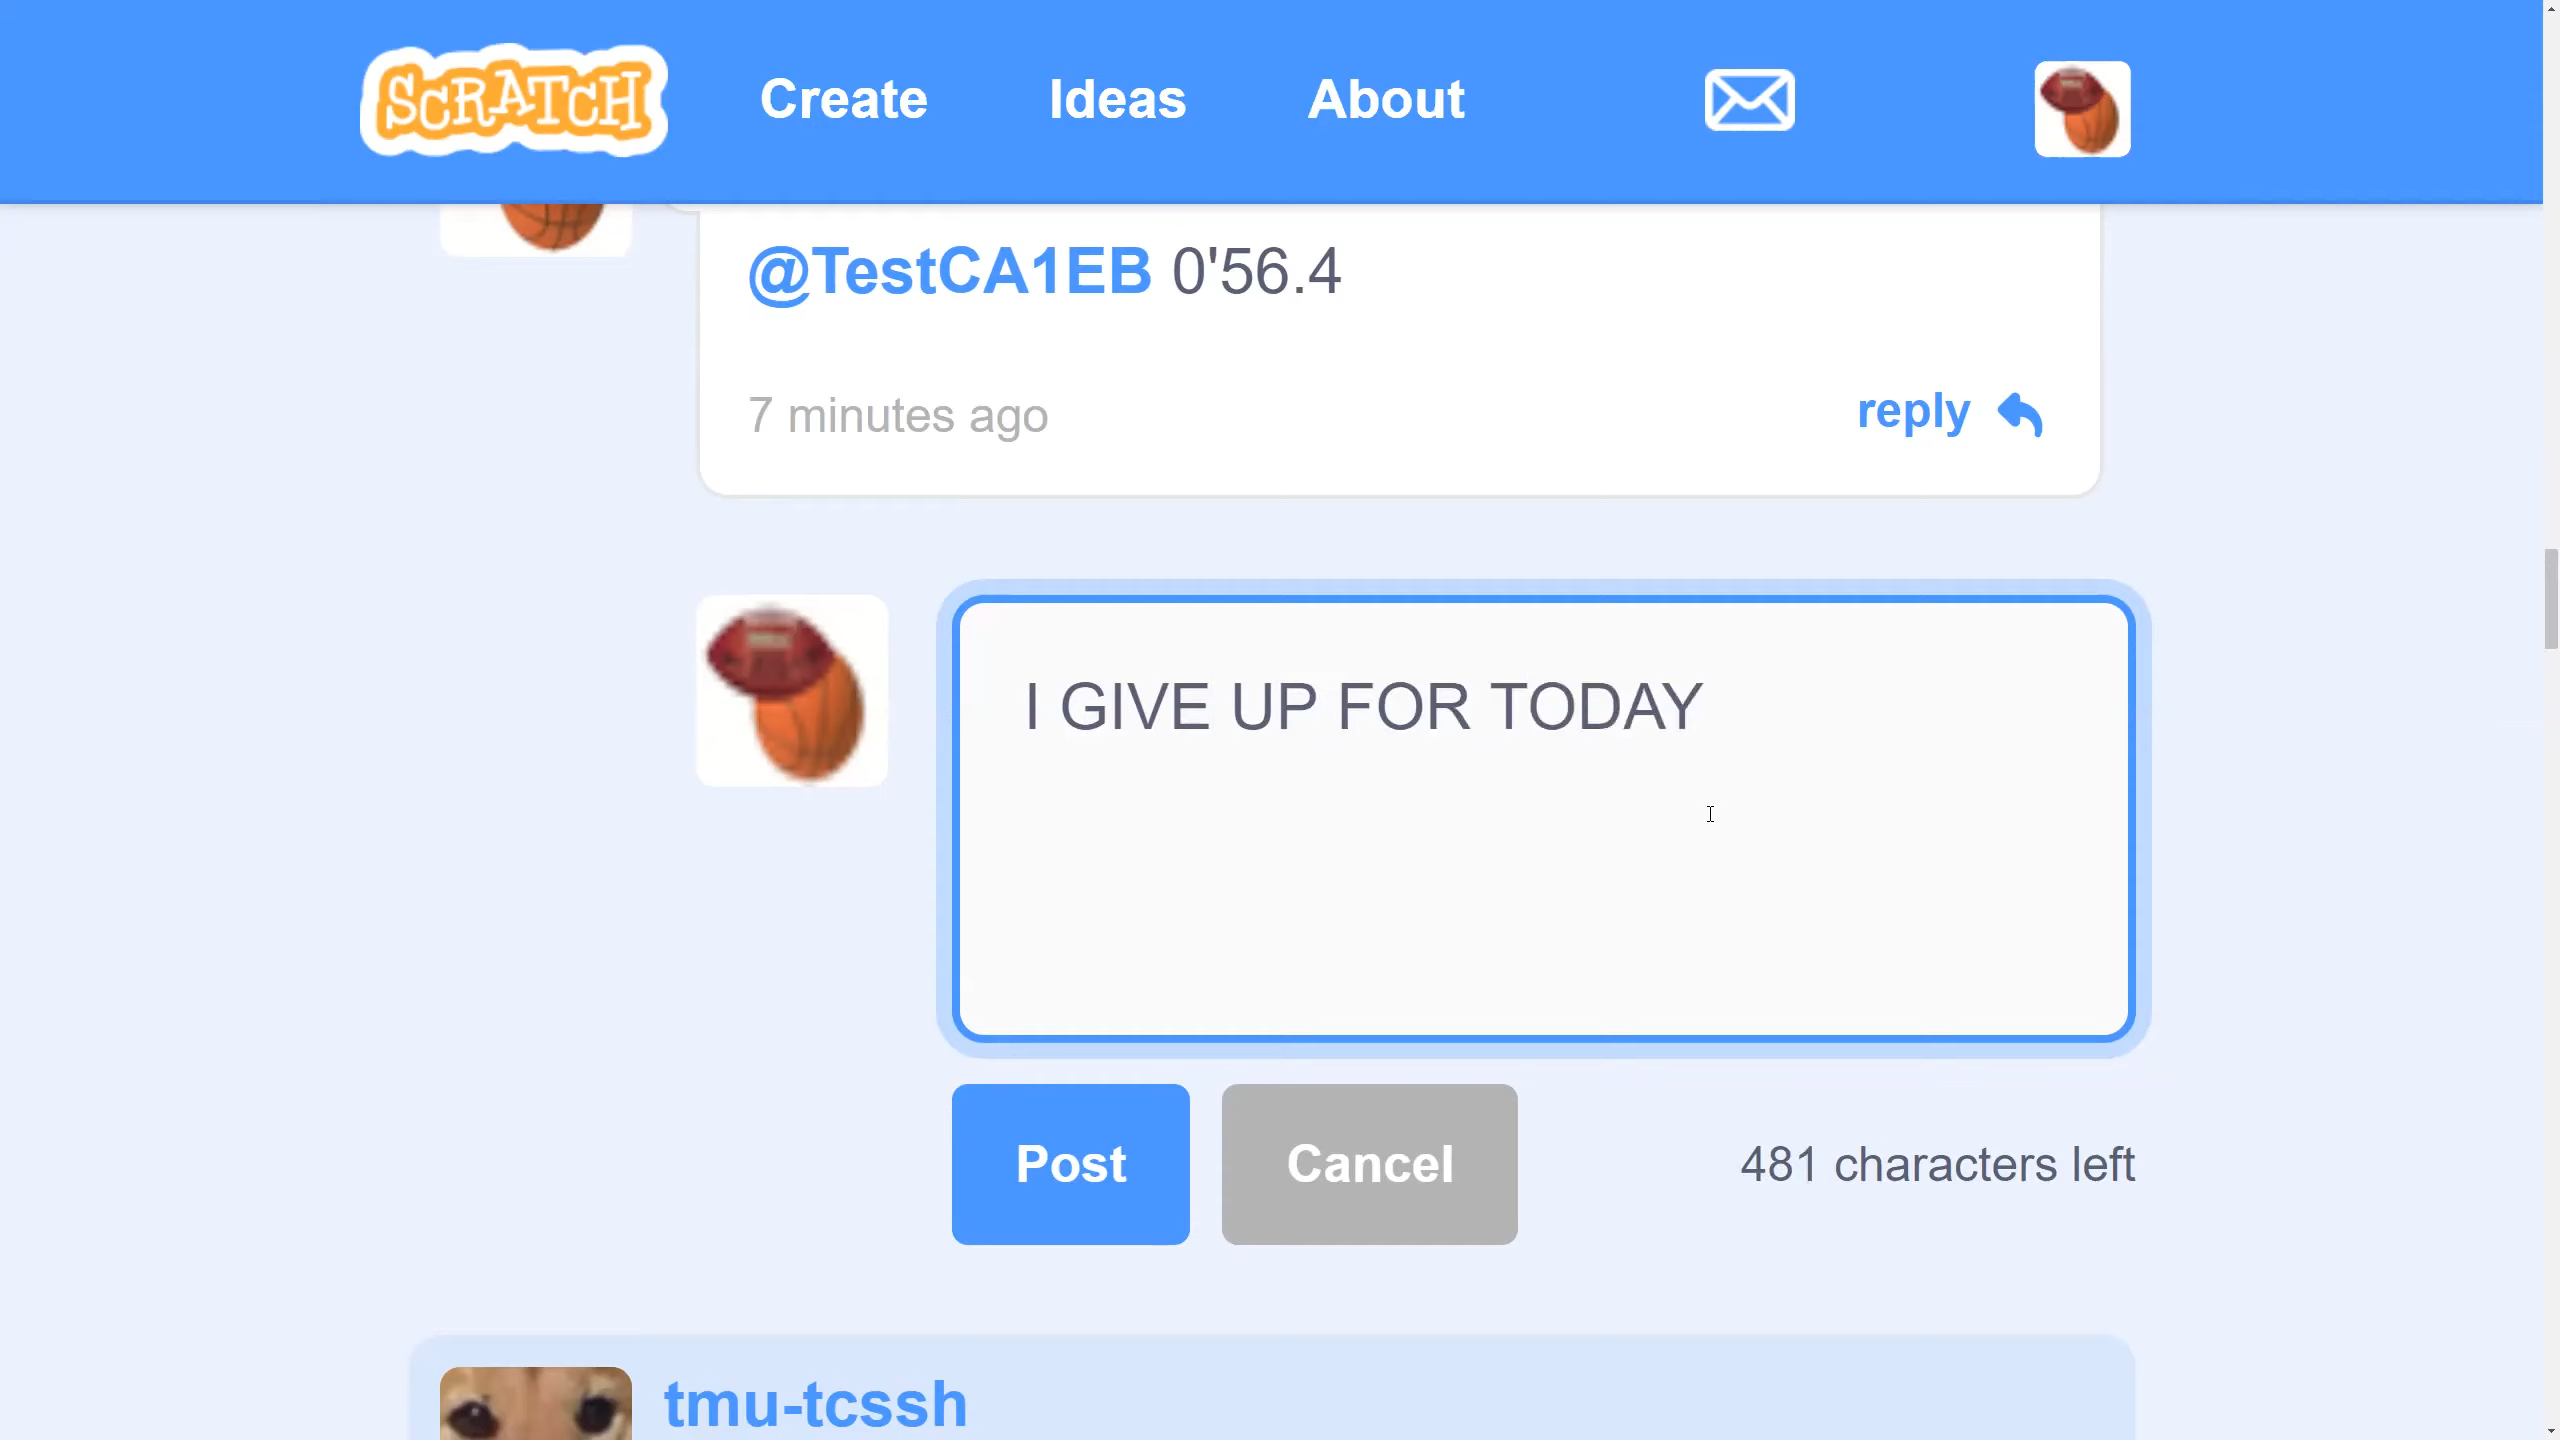 SCRATCH
Create
Ideas
About
@TestCA1EB 0'56.4
7 minutes ago
reply
I GIVE UP FOR TODAY
Post
Cancel
481 characters left
tmu-tcssh